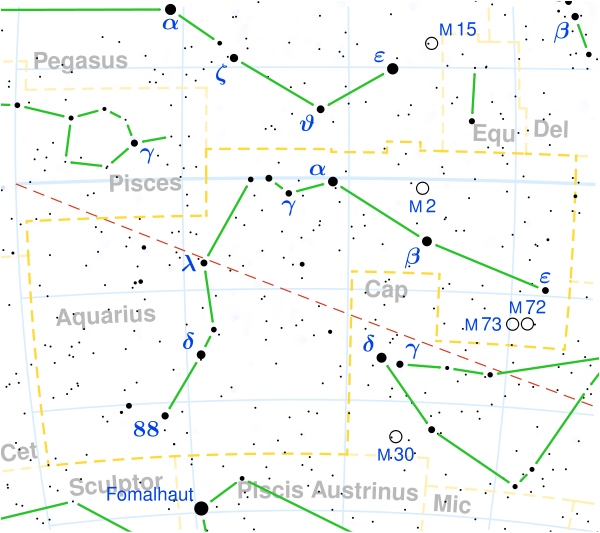 α
M 15
β
Pegasus
ζ
ε
ϑ
Equ
Del
γ
Pisces
α
γ
M 2
β
λ
ε
Cap
M 72
Aquarius
M 73
δ
δ
γ
88
Cet
M 30
Sculptor
Fomalhaut
Piscis Austrinus
Mic